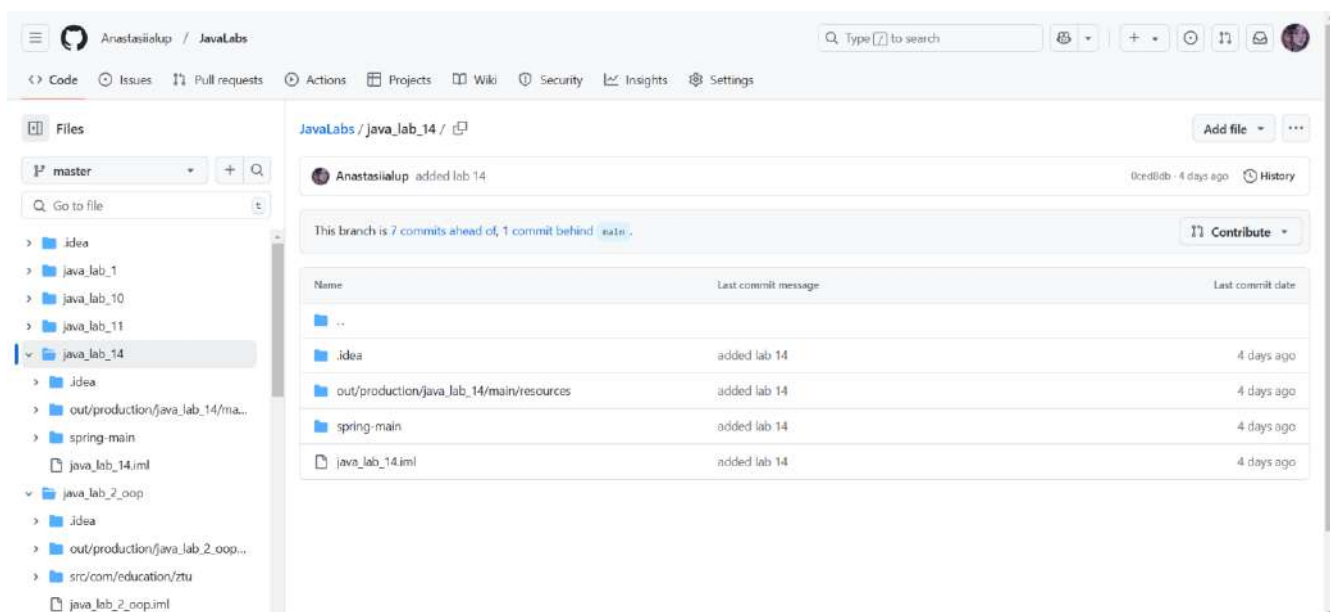 Anastasiialup / JavaLabs
Type / to search
Code Issues Pull requests Actions Projects Wiki Security Insights Settings
Files
master
Go to file
t
.idea
java_lab_1
java_lab_10
java_lab_11
java_lab_14
.idea
out/production/java_lab_14/ma...
spring-main
java_lab_14.iml
java_lab_2_oop
.idea
out/production/java_lab_2_oop...
src/com/education/ztu
java_lab_2_oop.iml
JavaLabs / java_lab_14 /
Add file
Anastasiialup added lab 14
0ced8db · 4 days ago History
This branch is 7 commits ahead of, 1 commit behind main .
Contribute
Name Last commit message Last commit date
..
.idea added lab 14 4 days ago
out/production/java_lab_14/main/resources added lab 14 4 days ago
spring-main added lab 14 4 days ago
java_lab_14.iml added lab 14 4 days ago